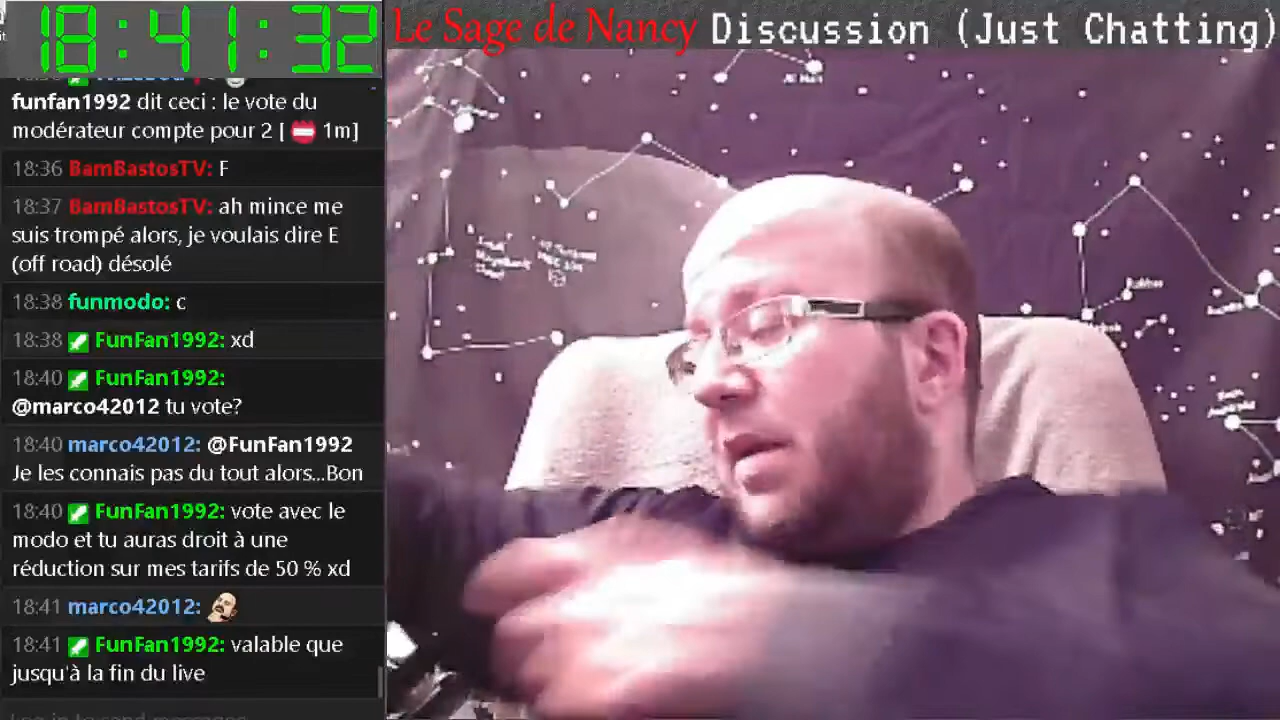 18:41:32
Le Sage de Nancy Discussion (Just Chatting)
funfan1992 dit ceci : le vote du
modérateur compte pour 2 [ 1m]
18:36 BamBastosTV: F
18:37 BamBastosTV: ah mince me
suis trompé alors, je voulais dire E
(off road) désolé
18:38 funmodo: c
18:38 FunFan1992: xd
18:40 FunFan1992:
@marco42012 tu vote?
18:40 marco42012: @FunFan1992
Je les connais pas du tout alors...Bon
18:40 FunFan1992: vote avec le
modo et tu auras droit à une
réduction sur mes tarifs de 50 % xd
18:41 marco42012:
18:41 FunFan1992: valable que
jusqu'à la fin du live